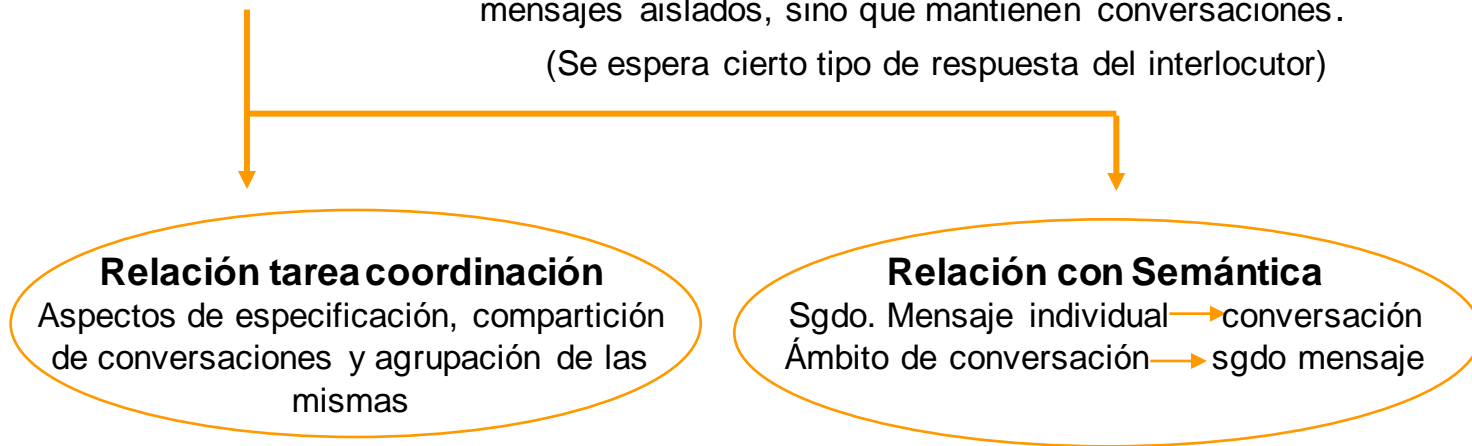 mensajes aislados, sino que mantienen conversaciones.
(Se espera cierto tipo de respuesta del interlocutor)
Relación tarea coordinación
Aspectos de especificación, compartición
de conversaciones y agrupación de las
mismas
Relación con Semántica
Sgdo. Mensaje individual conversación
Ámbito de conversación sgdo mensaje